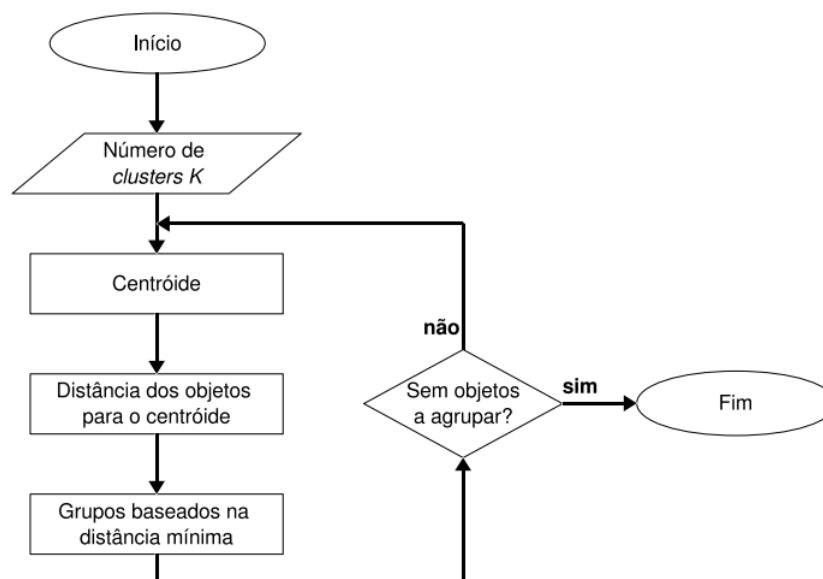 Início
Número de
clusters K
Centróide
Distância dos objetos
para o centróide
Grupos baseados na
distância mínima
não
Sem objetos
a agrupar?
sim
Fim